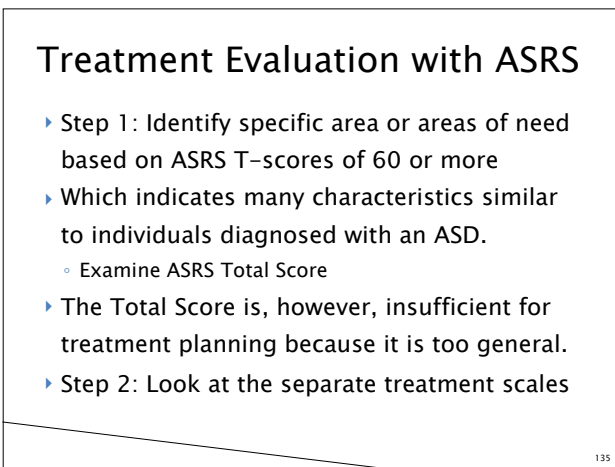 Treatment Evaluation with ASRS
‣ Step 1: Identify specific area or areas of need
based on ASRS T-scores of 60 or more
‣ Which indicates many characteristics similar
to individuals diagnosed with an ASD.
◦ Examine ASRS Total Score
‣ The Total Score is, however, insufficient for
treatment planning because it is too general.
‣ Step 2: Look at the separate treatment scales
135